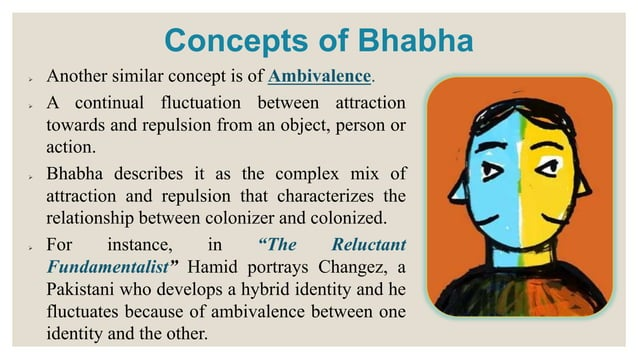 Concepts of Bhabha
Another similar concept is of Ambivalence.
A continual fluctuation between attraction
towards and repulsion from an object, person or
action.
Bhabha describes it as the complex mix of
attraction and repulsion that characterizes the
relationship between colonizer and colonized.
For instance, in “The Reluctant
Fundamentalist” Hamid portrays Changez, a
Pakistani who develops a hybrid identity and he
fluctuates because of ambivalence between one
identity and the other.